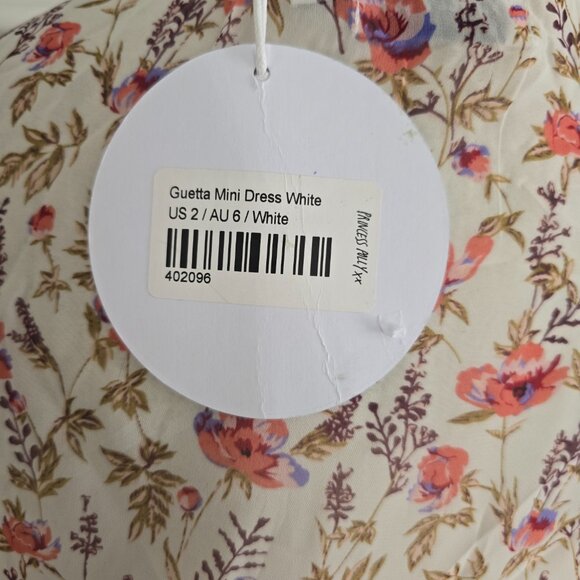 Guetta Mini Dress White
US 2 / AU 6 / White
402096
PRINCESS POLLY xx